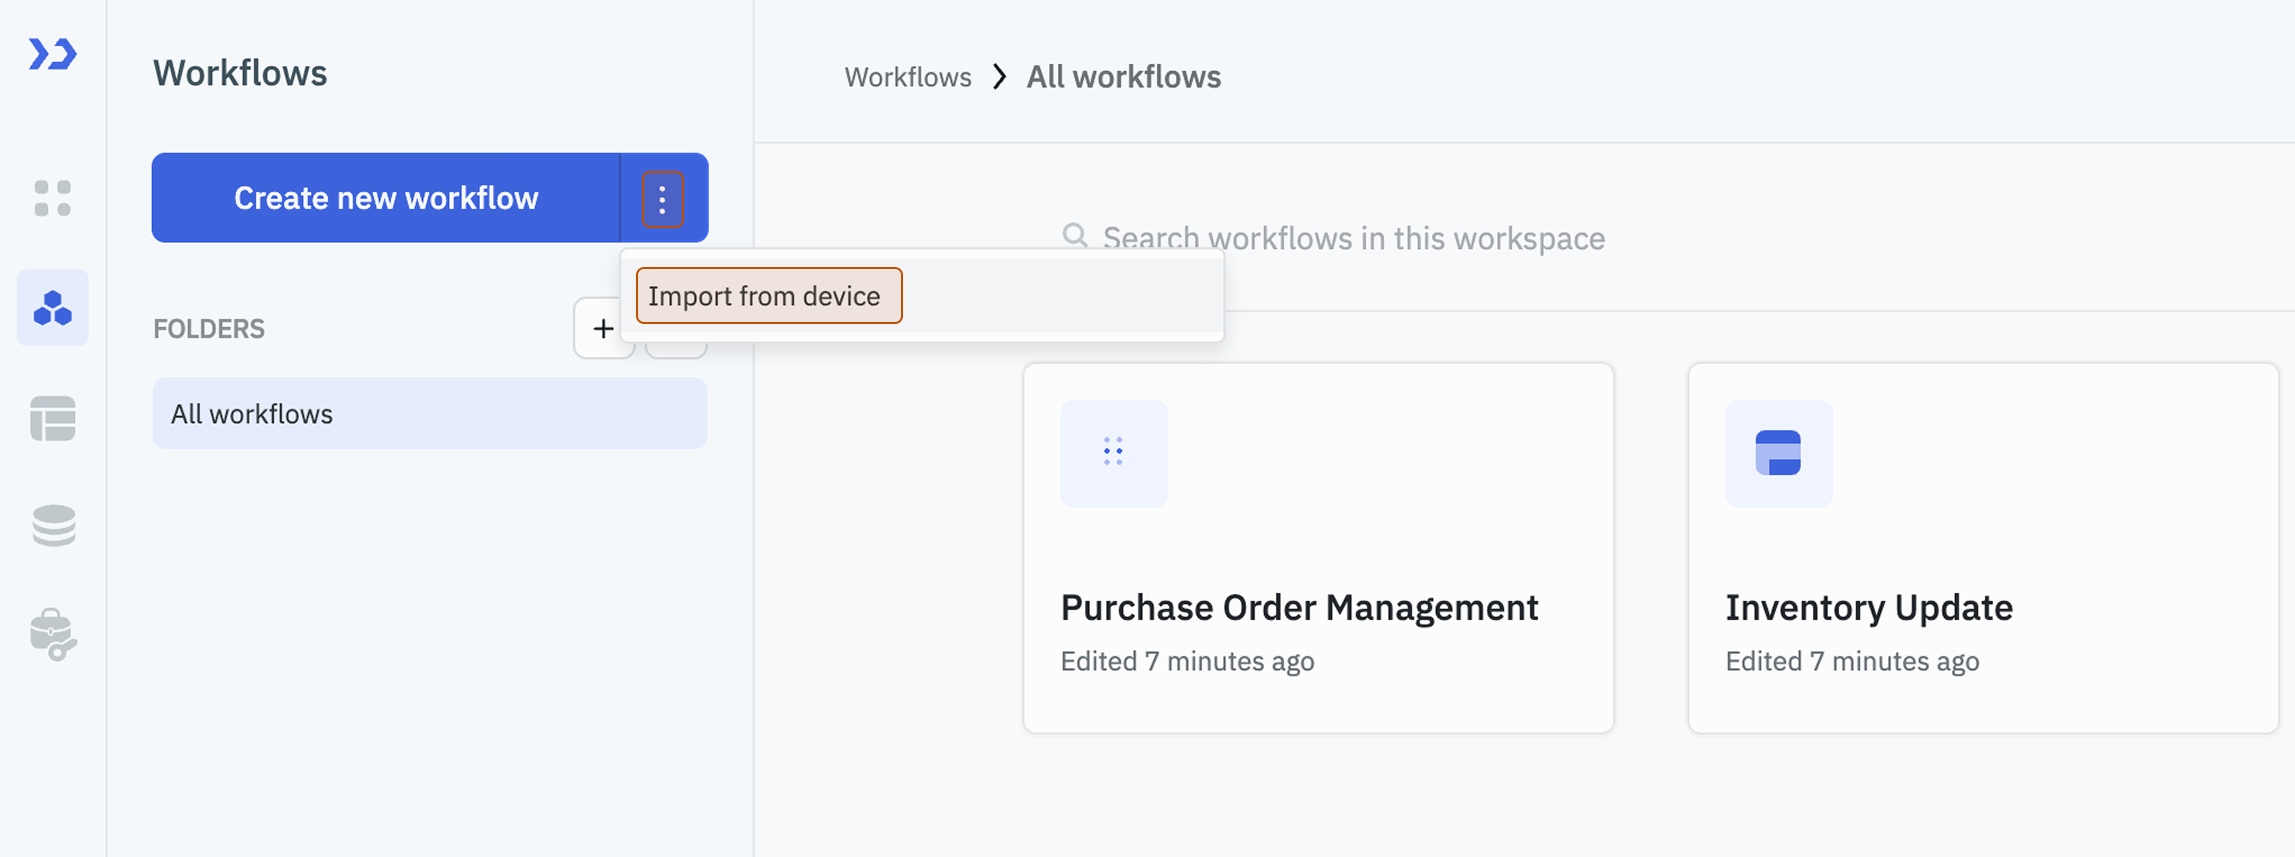 Workflows
Workflows > All workflows
Create new workflow
Search workflows in this workspace
Import from device
FOLDERS
+
All workflows
Purchase Order Management
Edited 7 minutes ago
Inventory Update
Edited 7 minutes ago